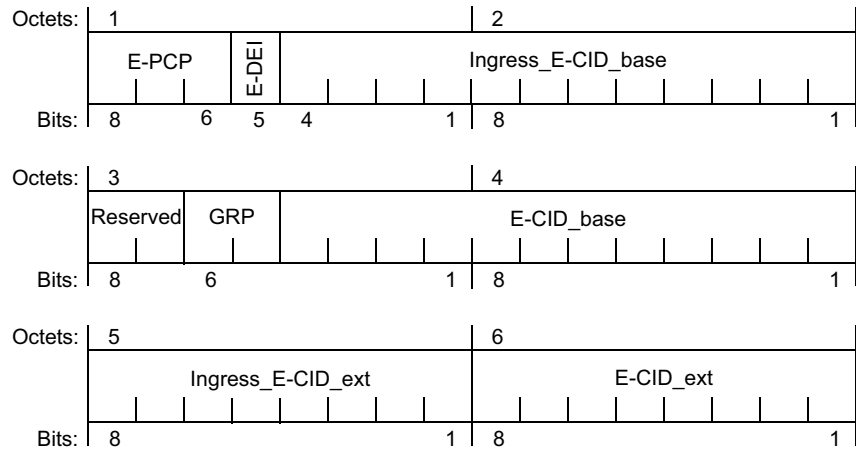 Octets: 1 2
E-PCP E-DEI Ingress_E-CID_base
Bits: 8 6 5 4 1 8 1
Octets: 3 4
Reserved GRP E-CID_base
Bits: 8 6 1 8 1
Octets: 5 6
Ingress_E-CID_ext E-CID_ext
Bits: 8 1 8 1